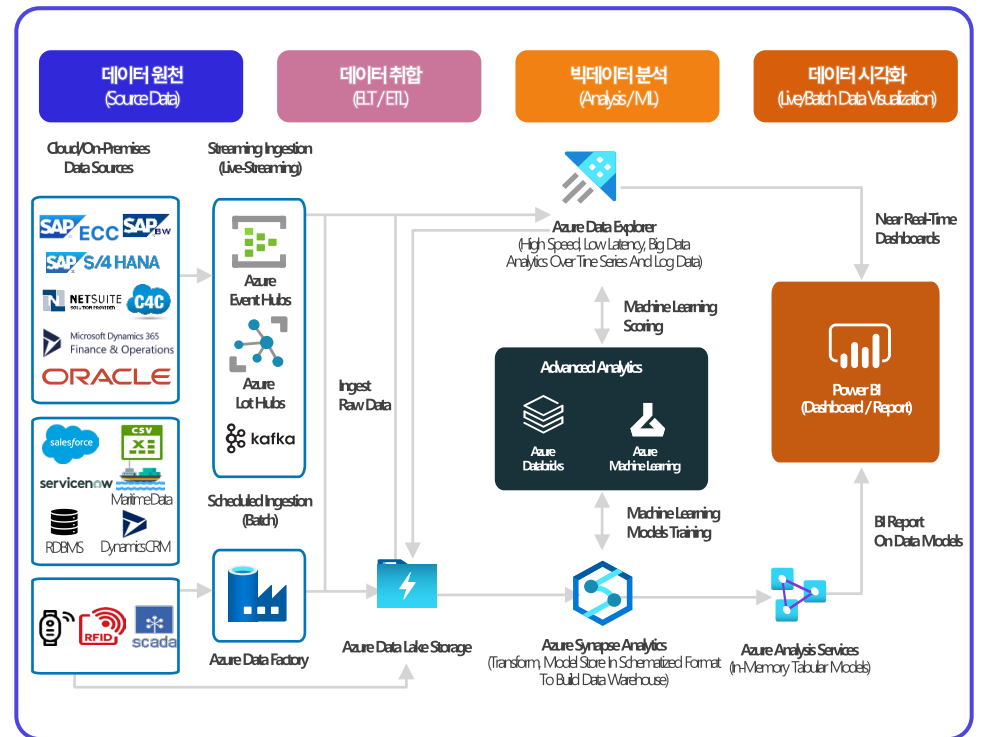 데이터 원천
(Source Data)
데이터 취합
(ELT / ETL)
빅데이터 분석
(Analysis / ML)
데이터 시각화
(Live/Batch Data Visualization)
Cloud/On-Premises
Data Sources
SAP ECC
SAP BW
SAP S/4 HANA
N NETSUITE
SOLUTION PROVIDER
C4C
Microsoft Dynamics 365
Finance & Operations
ORACLE
salesforce
CSV
servicenow
Maritime Data
RDBMS
Dynamics CRM
RFID
scada
Streaming Ingestion
(Live-Streaming)
Azure
Event Hubs
Azure
Lot Hubs
kafka
Scheduled Ingestion
(Batch)
Azure Data Factory
Ingest
Raw Data
Azure Data Lake Storage
Azure Data Explorer
(High Speed, Low Latency, Big Data
Analytics Over Tine Series And Log Data)
Machine Learning
Scoring
Advanced Analytics
Azure
Databricks
Azure
Machine Learning
Machine Learning
Models Training
Azure Synapse Analytics
(Transform, Model Store In Schematized Format
To Build Data Warehouse)
Near Real-Time
Dashboards
Power BI
(Dashboard / Report)
BI Report
On Data Models
Azure Analysis Services
(In-Memory Tabular Models)